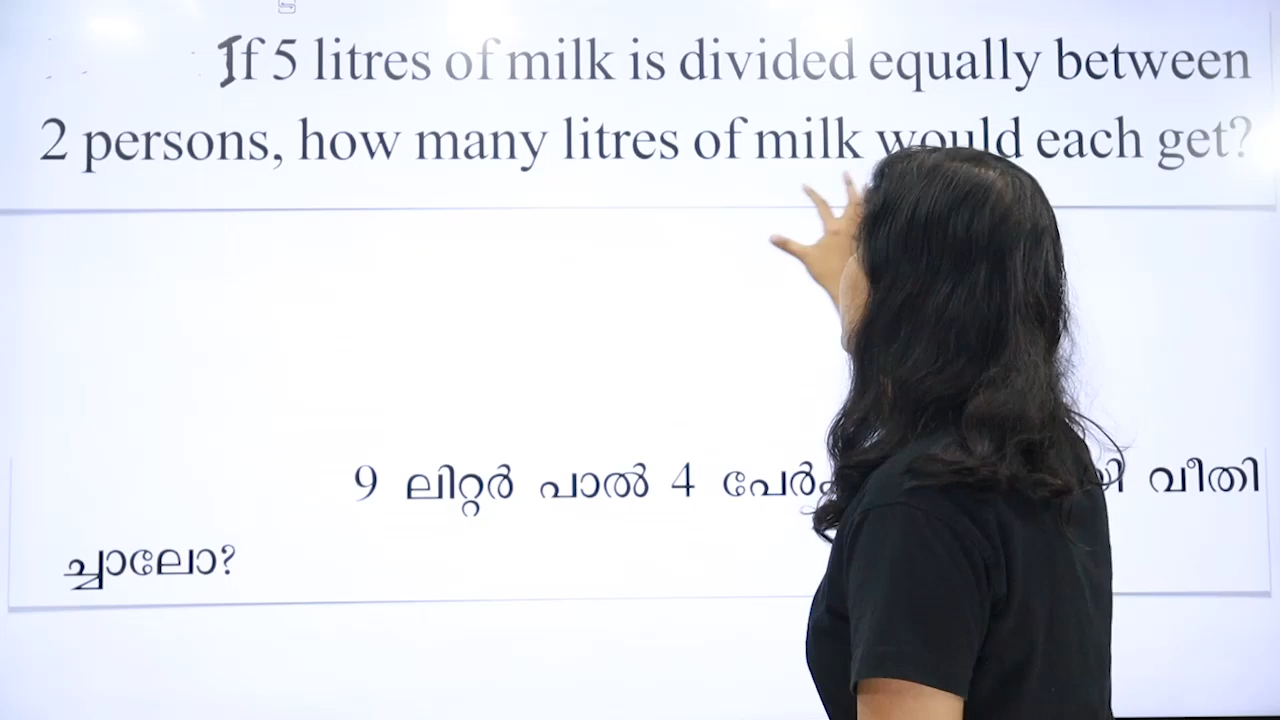 If 5 litres of milk is divided equally between
2 persons, how many litres of milk would each get?
9 ലിറ്റർ പാൽ 4 വീതി
ച്ചാലോ?